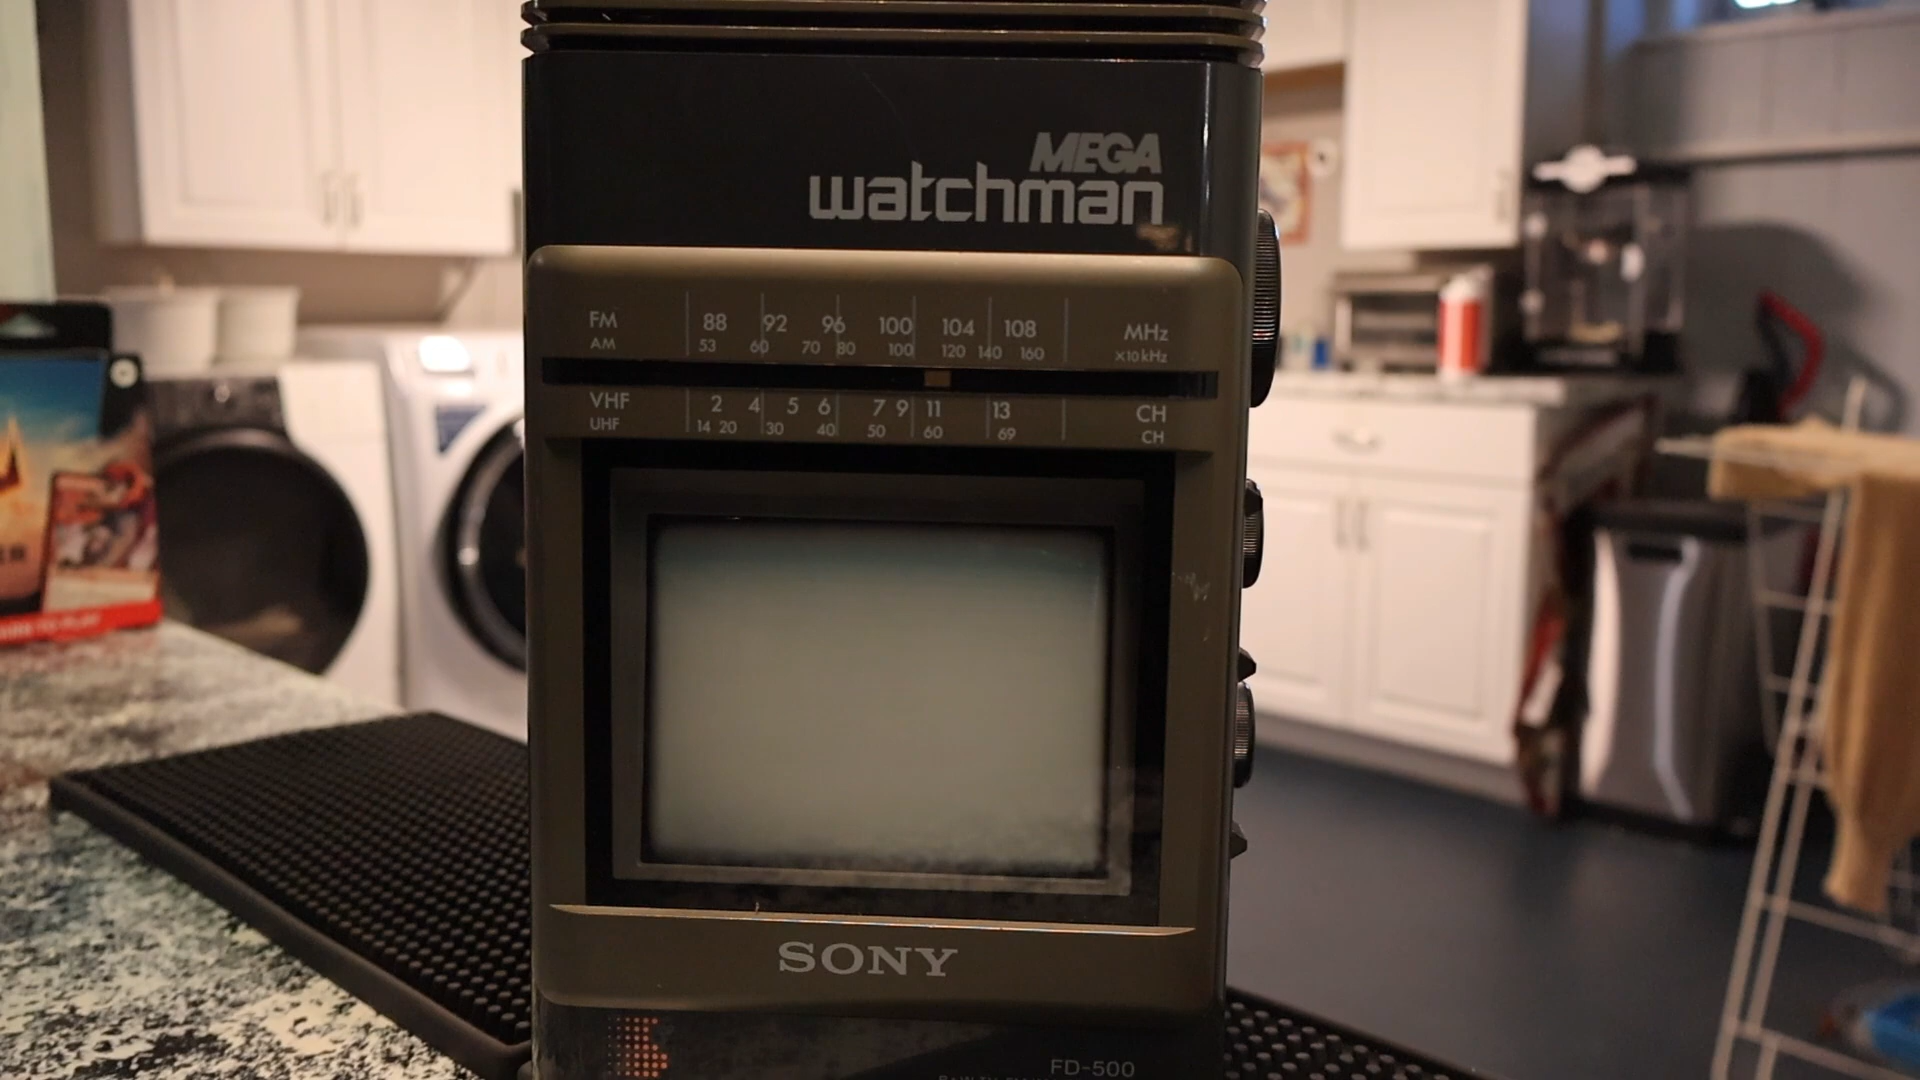 MEGA
watchman
FM 88 92 96 100 104 108 MHz
AM 53 60 70 80 100 120 140 160 ×10kHz
VHF 2 4 5 6 7 9 11 13 CH
UHF 14 20 30 40 50 60 69 CH
SONY
FD-500